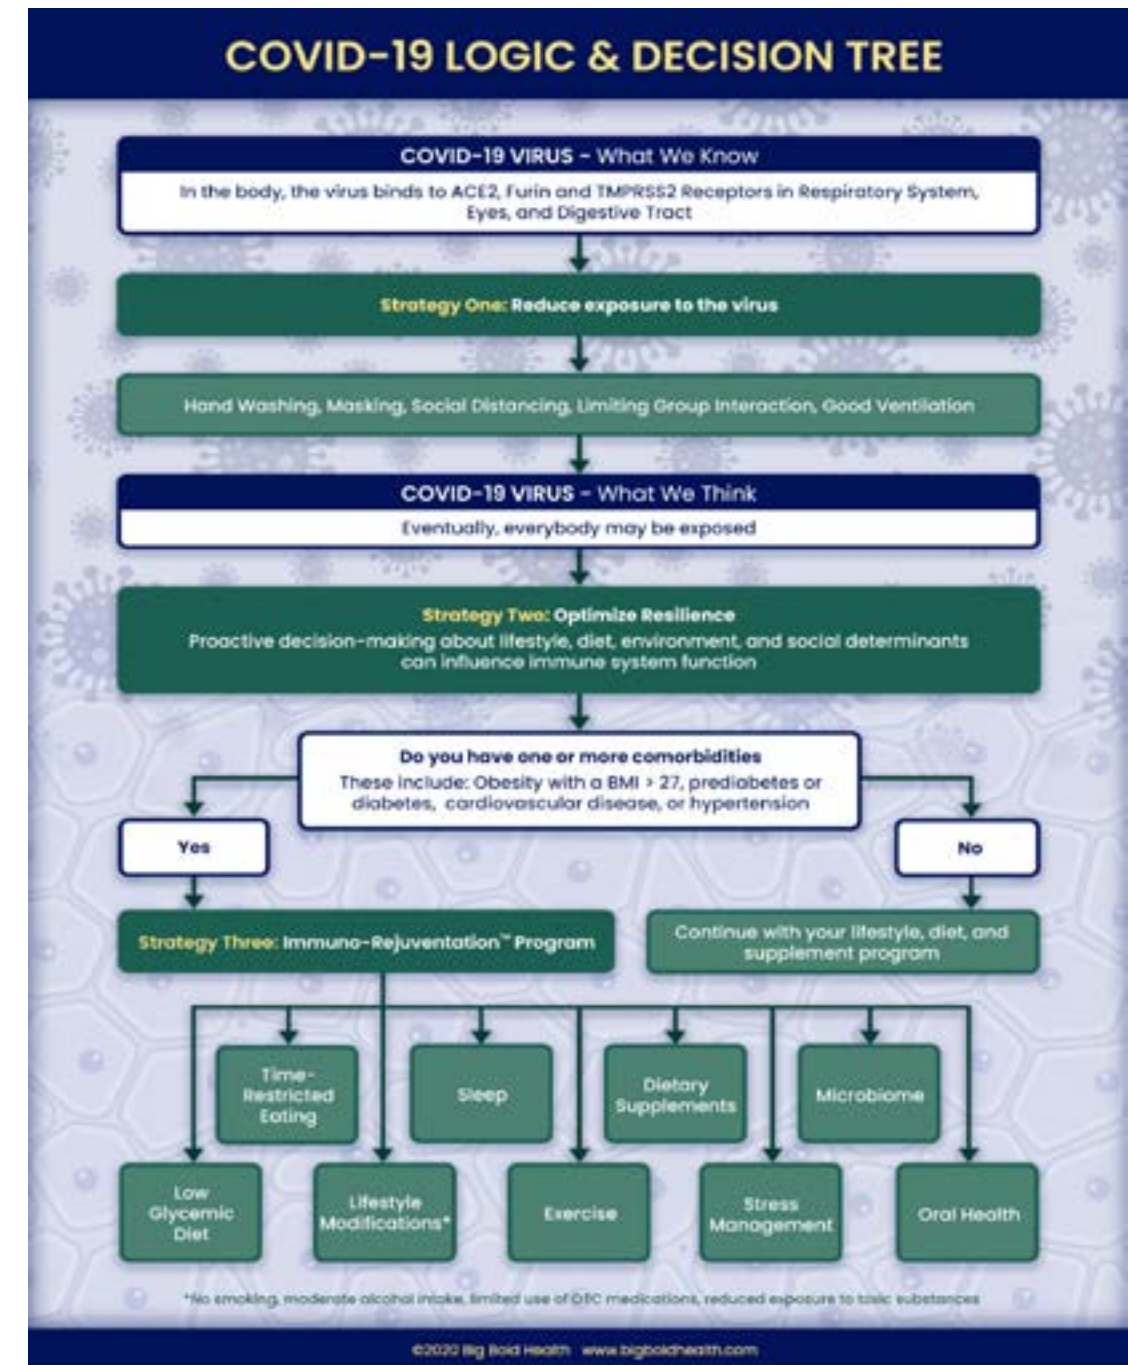 COVID-19 LOGIC & DECISION TREE
COVID-19 VIRUS - What We Know
In the body, the virus binds to ACE2, Furin and TMPRSS2 Receptors in Respiratory System,
Eyes, and Digestive Tract
Strategy One: Reduce exposure to the virus
Hand Washing, Masking, Social Distancing, Limiting Group Interaction, Good Ventilation
COVID-19 VIRUS - What We Think
Eventually, everybody may be exposed
Strategy Two: Optimize Resilience
Proactive decision-making about lifestyle, diet, environment, and social determinants
can influence immune system function
Do you have one or more comorbidities
These include: Obesity with a BMI > 27, prediabetes or
diabetes, cardiovascular disease, or hypertension
Yes
No
Strategy Three: Immuno-Rejuventation™ Program
Continue with your lifestyle, diet, and
supplement program
Time-
Restricted
Eating
Sleep
Dietary
Supplements
Microbiome
Low
Glycemic
Diet
Lifestyle
Modifications*
Exercise
Stress
Management
Oral Health
*No smoking, moderate alcohol intake, limited use of OTC medications, reduced exposure to toxic substances
©2020 Big Bold Health www.bigboldhealth.com